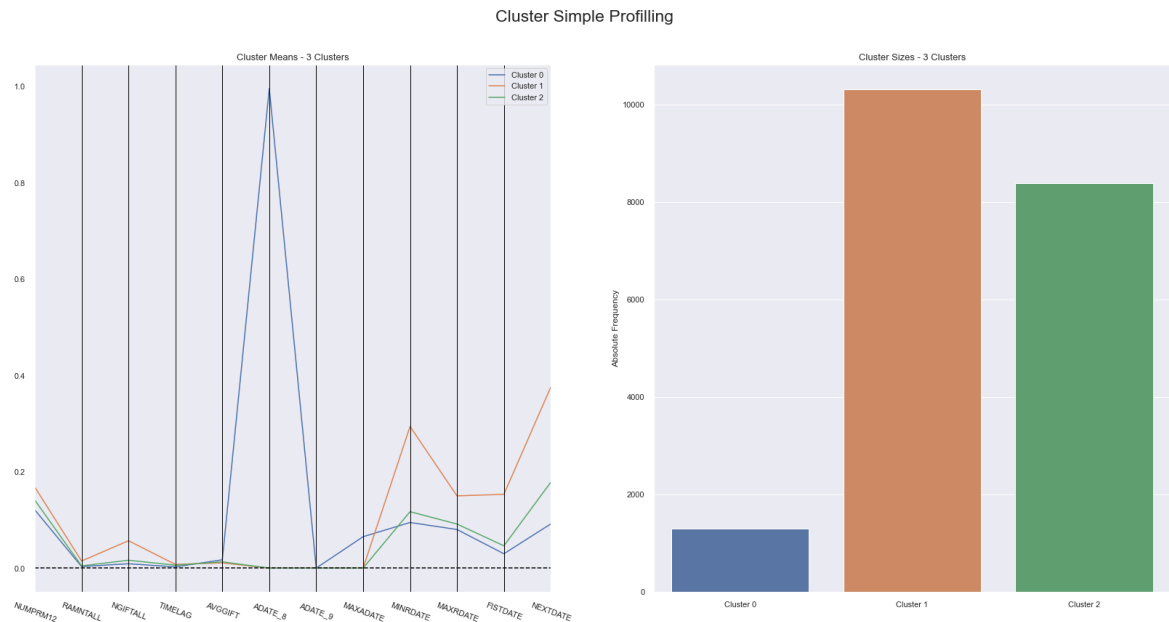 Cluster Simple Profilling
Cluster Means - 3 Clusters
Cluster 0
Cluster 1
Cluster 2
1.0
0.8
0.6
0.4
0.2
0.0
NUMPRM12
RAMNTALL
NGIFTALL
TIMELAG
AVGGIFT
ADATE_8
ADATE_9
MAXADATE
MINRDATE
MAXRDATE
FISTDATE
NEXTDATE
Cluster Sizes - 3 Clusters
Absolute Frequency
10000
8000
6000
4000
2000
0
Cluster 0
Cluster 1
Cluster 2